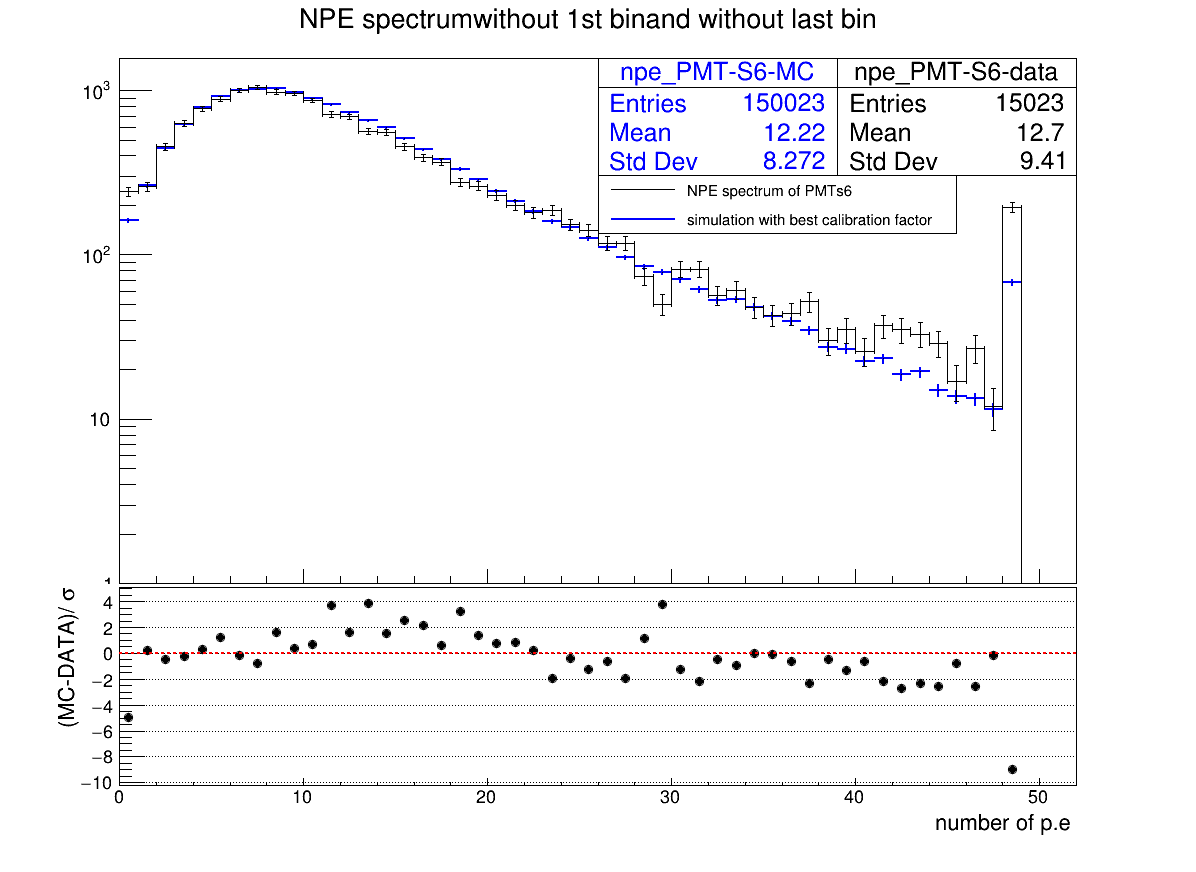 NPE spectrumwithout 1st binand without last bin
npe_PMT-S6-MC
Entries 150023
Mean 12.22
Std Dev 8.272
npe_PMT-S6-data
Entries 15023
Mean 12.7
Std Dev 9.41
NPE spectrum of PMTs6
simulation with best calibration factor
10³
10²
10
1
(MC-DATA)/ σ
4
2
0
−2
−4
−6
−8
−10
0 10 20 30 40 50
number of p.e